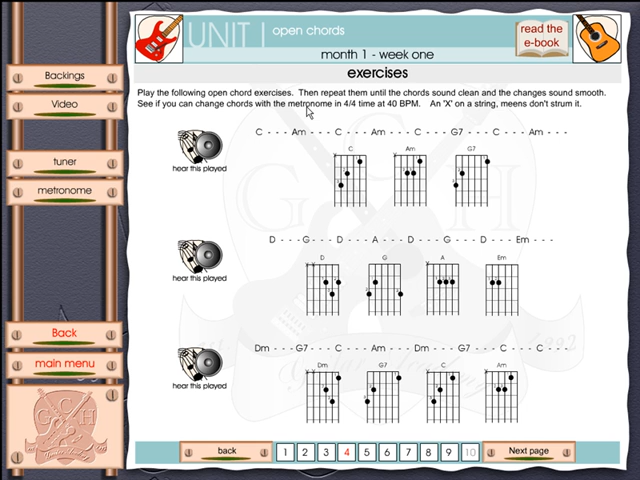 UNIT 1 open chords
month 1 - week one
read the
e-book
exercises
Backings
Video
tuner
metronome
Back
main menu
GCH
Play the following open chord exercises. Then repeat them until the chords sound clean and the changes sound smooth.
See if you can change chords with the metronome in 4/4 time at 40 BPM. An 'X' on a string, meens don't strum it.
C - - - Am - - - C - - - Am - - - C - - - G7 - - - C - - - Am - - -
hear this played
C Am G7
D - - - G - - - D - - - A - - - D - - - G - - - D - - - Em - - -
hear this played
D G A Em
Dm - - - G7 - - - C - - - Am - - - Dm - - - G7 - - - C - - - C - - -
hear this played
Dm G7 C Am
back 1 2 3 4 5 6 7 8 9 10 Next page